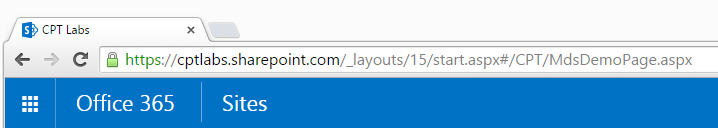 CPT Labs
https://cptlabs.sharepoint.com/_layouts/15/start.aspx#/CPT/MdsDemoPage.aspx
Office 365 Sites